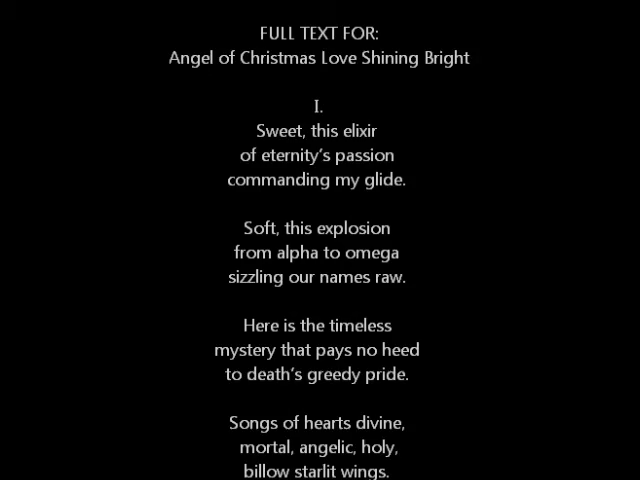 FULL TEXT FOR:
Angel of Christmas Love Shining Bright
I.
Sweet, this elixir
of eternity’s passion
commanding my glide.
Soft, this explosion
from alpha to omega
sizzling our names raw.
Here is the timeless
mystery that pays no heed
to death’s greedy pride.
Songs of hearts divine,
mortal, angelic, holy,
billow starlit wings.